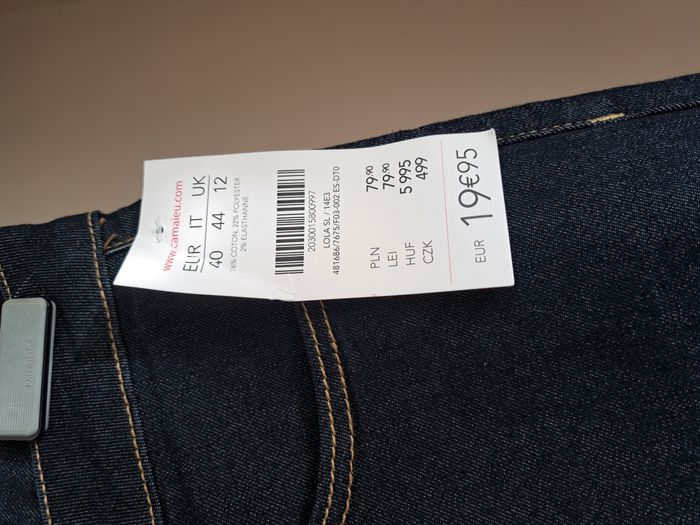 www.camaieu.com
EUR IT UK
40 44 12
76% COTON, 22% POLYESTER
2% ELASTHANNE
2030015800997
LOLA SL / 14E3
481686/7675/F03-002 ES-DT0
PLN 79,90
LEI 79,90
HUF 5 995
CZK 499
EUR 19€95